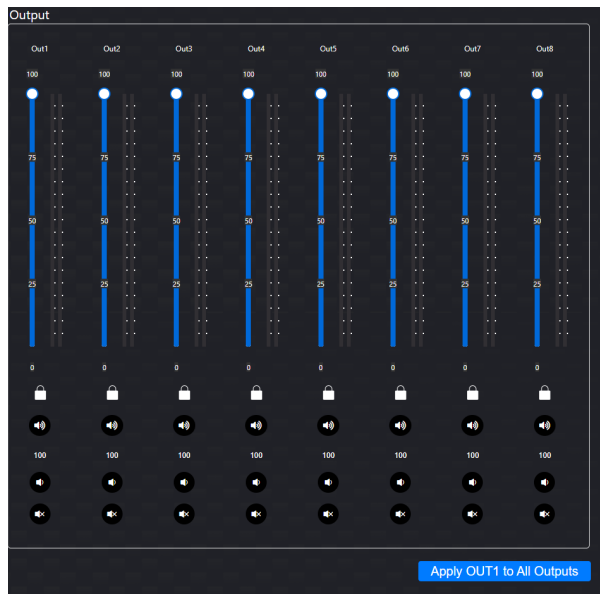 Output
Out1 Out2 Out3 Out4 Out5 Out6 Out7 Out8
100 100 100 100 100 100 100 100
75 75 75 75 75 75 75 75
50 50 50 50 50 50 50 50
25 25 25 25 25 25 25 25
0 0 0 0 0 0 0 0
100 100 100 100 100 100 100 100
Apply OUT1 to All Outputs